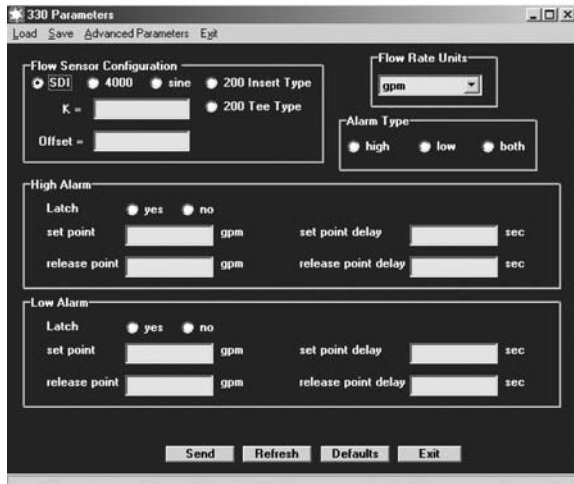 330 Parameters
Load Save Advanced Parameters Exit
Flow Sensor Configuration
SDI 4000 sine 200 Insert Type
K = 200 Tee Type
Offset =
Flow Rate Units
gpm
Alarm Type
high low both
High Alarm
Latch yes no
set point gpm set point delay sec
release point gpm release point delay sec
Low Alarm
Latch yes no
set point gpm set point delay sec
release point gpm release point delay sec
Send Refresh Defaults Exit